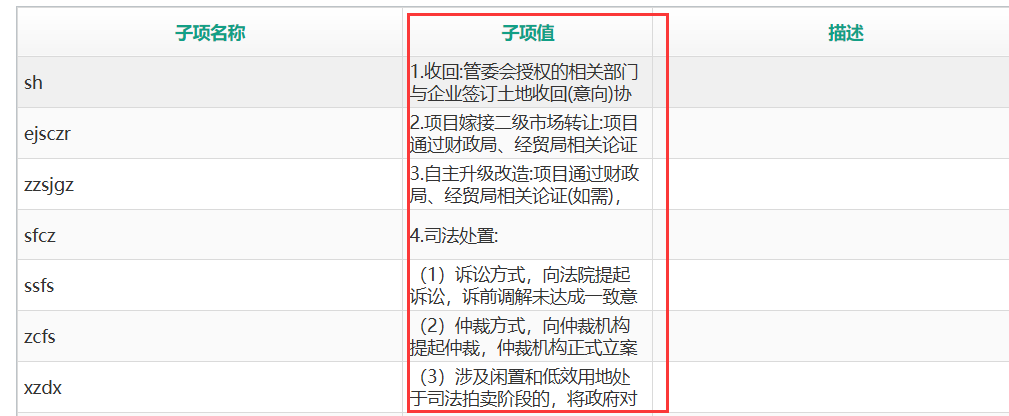 子项名称 子项值 描述
sh
1.收回:管委会授权的相关部门
与企业签订土地收回(意向)协
ejsczr
2.项目嫁接二级市场转让:项目
通过财政局、经贸局相关论证
zzsjgz
3.自主升级改造:项目通过财政
局、经贸局相关论证(如需)，
sfcz
4.司法处置:
ssfs
（1）诉讼方式，向法院提起
诉讼，诉前调解未达成一致意
zcfs
（2）仲裁方式，向仲裁机构
提起仲裁，仲裁机构正式立案
xzdx
（3）涉及闲置和低效用地处
于司法拍卖阶段的，将政府对